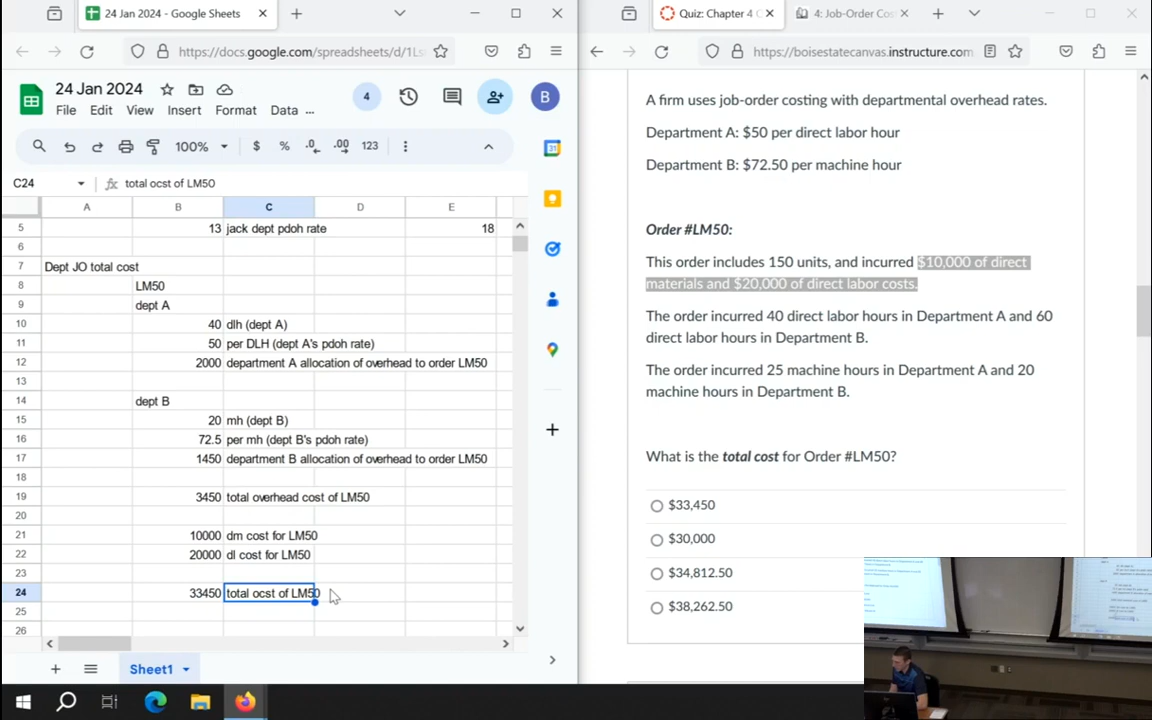 24 Jan 2024 - Google Sheets
https://docs.google.com/spreadsheets/d/1Ls
24 Jan 2024
File Edit View Insert Format Data ...
4
B
100%
$ % .0 .00 123
C24
fx total ocst of LM50
31
A B C D E
5 13 jack dept pdoh rate 18
6
7 Dept JO total cost
8 LM50
9 dept A
10 40 dlh (dept A)
11 50 per DLH (dept A's pdoh rate)
12 2000 department A allocation of overhead to order LM50
13
14 dept B
15 20 mh (dept B)
16 72.5 per mh (dept B's pdoh rate)
17 1450 department B allocation of overhead to order LM50
18
19 3450 total overhead cost of LM50
20
21 10000 dm cost for LM50
22 20000 dl cost for LM50
23
24 33450 total ocst of LM50
25
26
Sheet1
Quiz: Chapter 4 C
4: Job-Order Cos
https://boisestatecanvas.instructure.com
A firm uses job-order costing with departmental overhead rates.
Department A: $50 per direct labor hour
Department B: $72.50 per machine hour
Order #LM50:
This order includes 150 units, and incurred $10,000 of direct
materials and $20,000 of direct labor costs.
The order incurred 40 direct labor hours in Department A and 60
direct labor hours in Department B.
The order incurred 25 machine hours in Department A and 20
machine hours in Department B.
What is the total cost for Order #LM50?
$33,450
$30,000
$34,812.50
$38,262.50